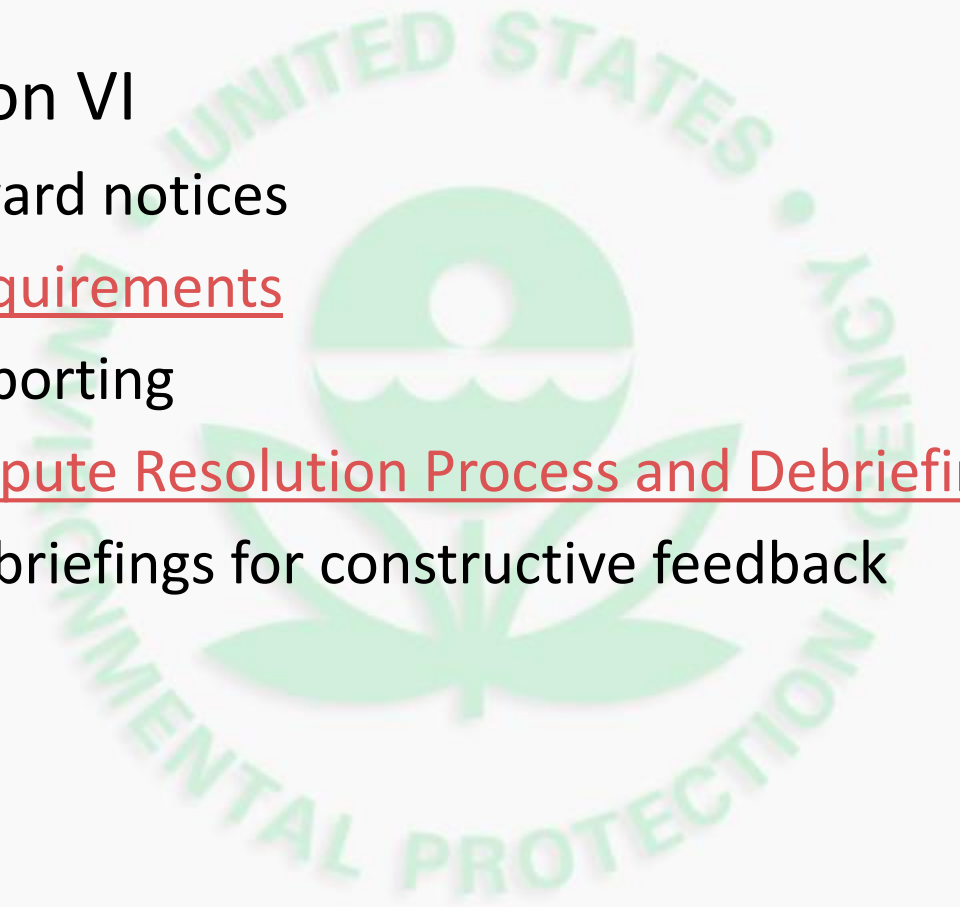 on VI
ard notices
quirements
porting
pute Resolution Process and Debriefi
briefings for constructive feedback
UNITED STATES
ENVIRONMENTAL PROTECTION AGENCY